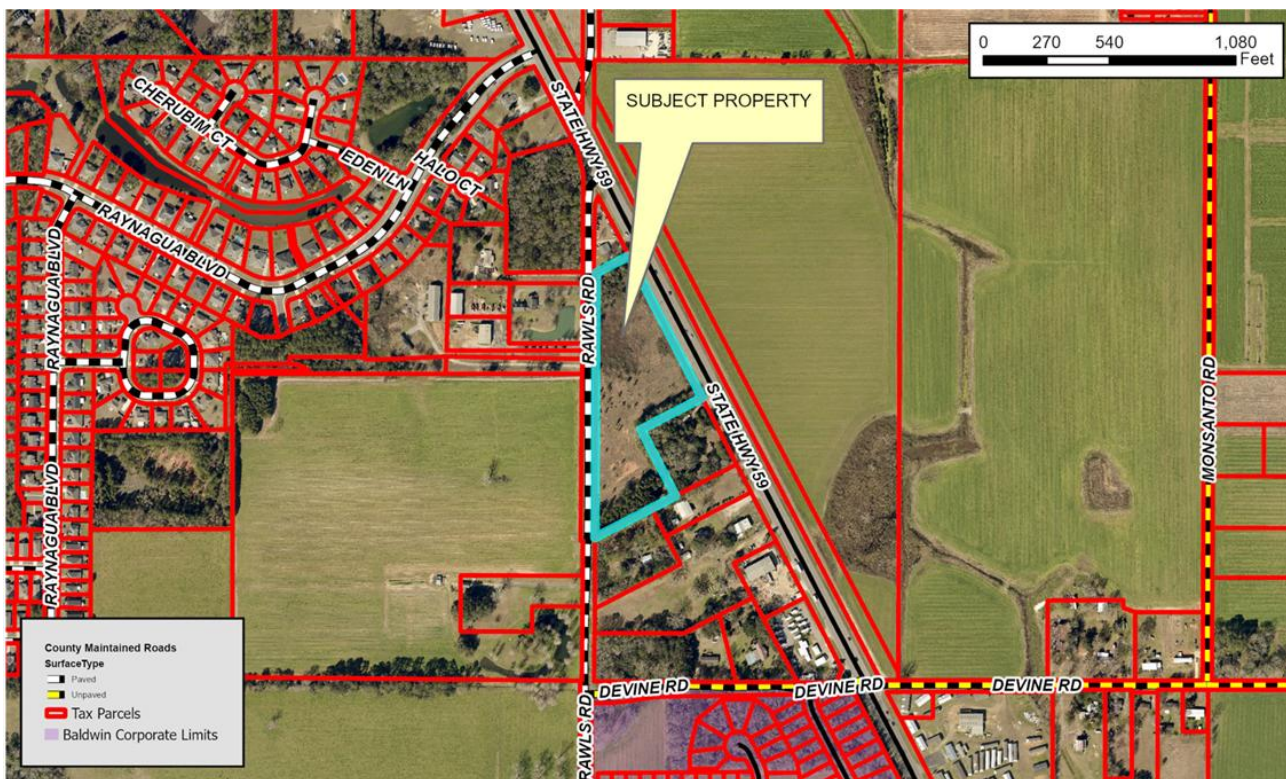 0 270 540 1,080
Feet
SUBJECT PROPERTY
STATE HWY 59
CHERUBIM CT
EDEN LN
HALO CT
RAYNAGUA BLVD
RAYNAGUA BLVD
RAWLS RD
STATE HWY 59
MONSANTO RD
RAYNAGUA BLVD
County Maintained Roads
SurfaceType
Paved
Unpaved
Tax Parcels
Baldwin Corporate Limits
DEVINE RD
DEVINE RD
DEVINE RD
RAWLS RD